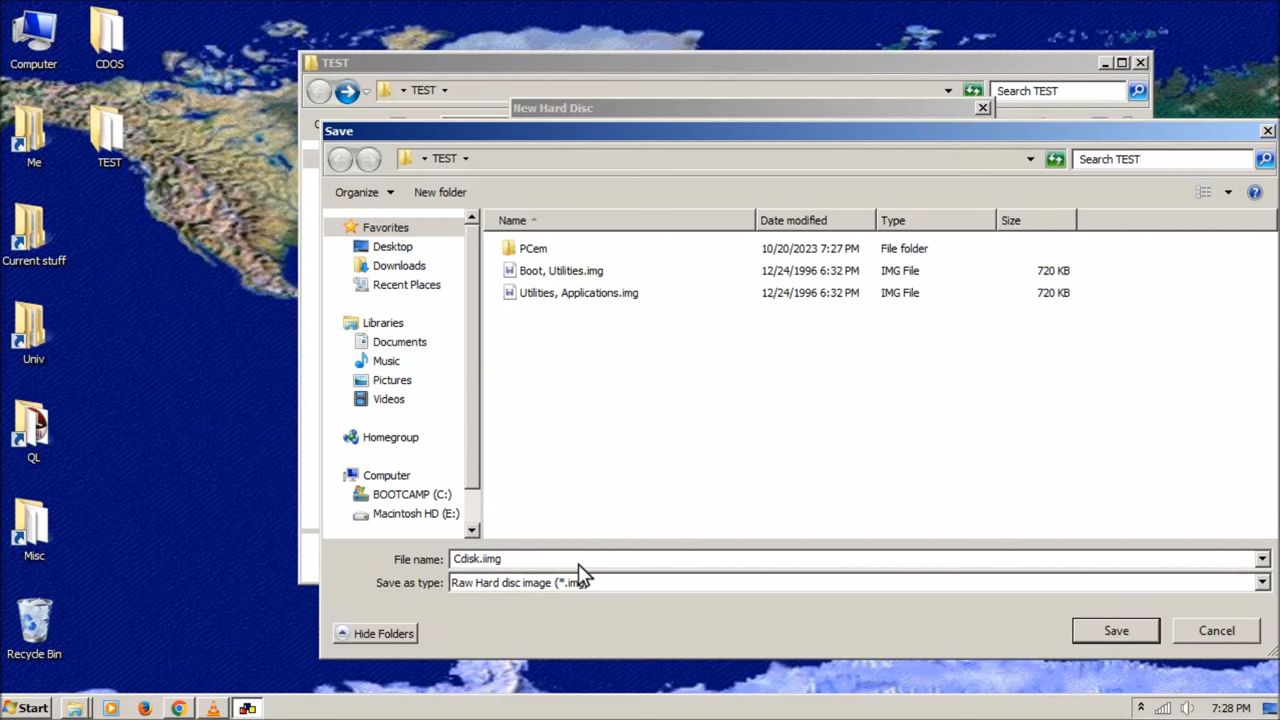 Computer
CDOS
Me
TEST
Current stuff
Univ
QL
Misc
Recycle Bin
TEST
TEST
Search TEST
New Hard Disc
Save
TEST
Search TEST
Organize
New folder
Name
Date modified
Type
Size
PCem
10/20/2023 7:27 PM
File folder
Boot, Utilities.img
12/24/1996 6:32 PM
IMG File
720 KB
Utilities, Applications.img
12/24/1996 6:32 PM
IMG File
720 KB
Favorites
Desktop
Downloads
Recent Places
Libraries
Documents
Music
Pictures
Videos
Homegroup
Computer
BOOTCAMP (C:)
Macintosh HD (E:)
File name:
Cdisk.iimg
Save as type:
Raw Hard disc image (*.img)
Hide Folders
Save
Cancel
Start
7:28 PM